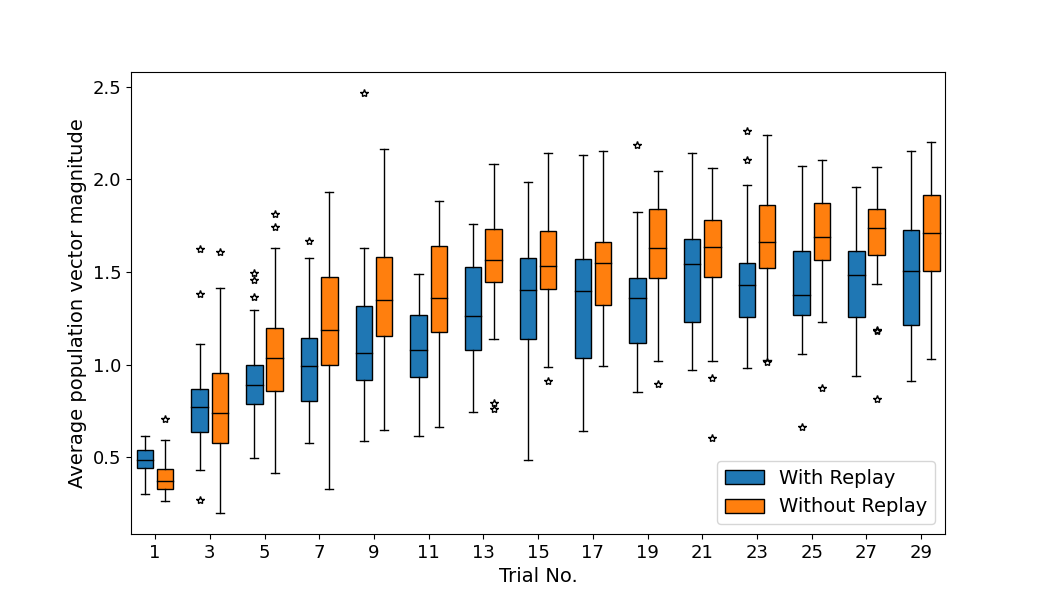 2.5
2.0
1.5
1.0
0.5
Average population vector magnitude
With Replay
Without Replay
1 3 5 7 9 11 13 15 17 19 21 23 25 27 29
Trial No.